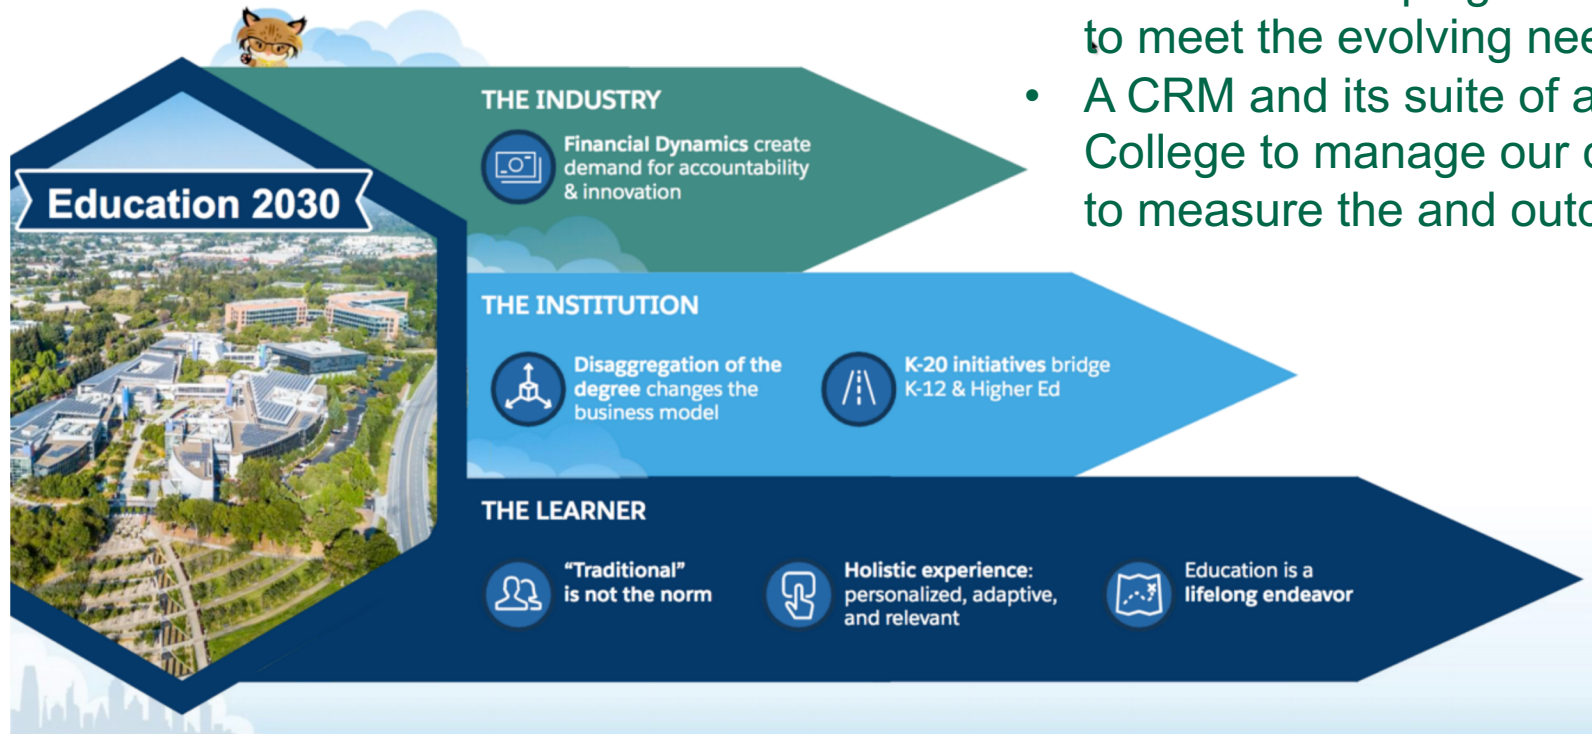 to meet the evolving
• A CRM and its suite of
College to manage our
to measure the and
Education 2030
THE INDUSTRY
Financial Dynamics create
demand for accountability
& innovation
THE INSTITUTION
Disaggregation of the
degree changes the
business model
K-20 initiatives bridge
K-12 & Higher Ed
THE LEARNER
"Traditional"
is not the norm
Holistic experience:
personalized, adaptive,
and relevant
Education is a
lifelong endeavor